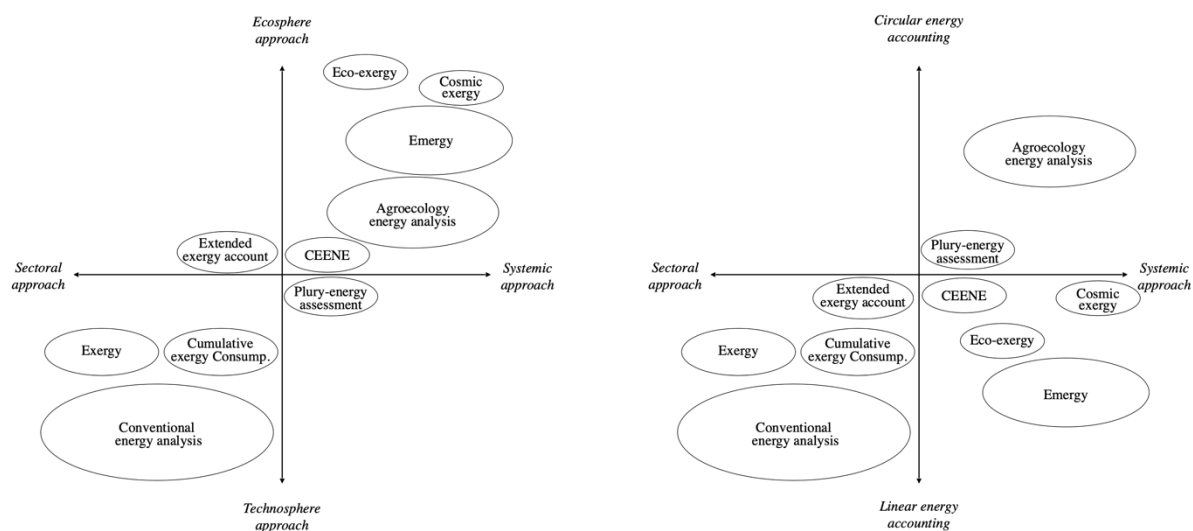 Ecosphere
approach
Eco-exergy
Cosmic
exergy
Emergy
Agroecology
energy analysis
Extended
exergy account
CEENE
Sectoral
approach
Systemic
approach
Plury-energy
assessment
Exergy
Cumulative
exergy Consump.
Conventional
energy analysis
Technosphere
approach
Circular energy
accounting
Agroecology
energy analysis
Plury-energy
assessment
Sectoral
approach
Systemic
approach
Extended
exergy account
CEENE
Cosmic
exergy
Exergy
Cumulative
exergy Consump.
Eco-exergy
Emergy
Conventional
energy analysis
Linear energy
accounting